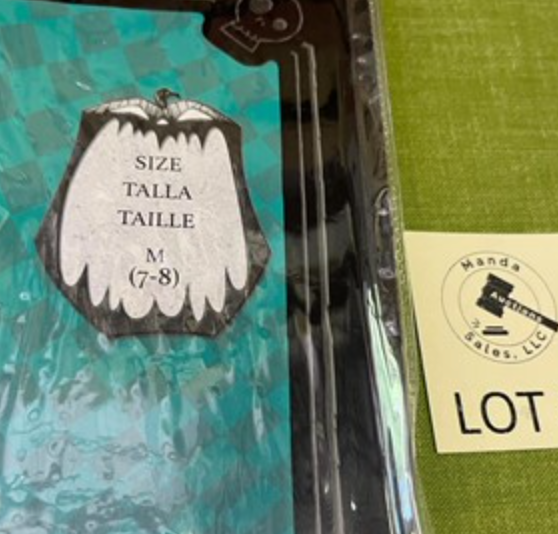 SIZE
TALLA
TAILLE
M
(7-8)
Manda
Auctions
Sales, LLC
LOT